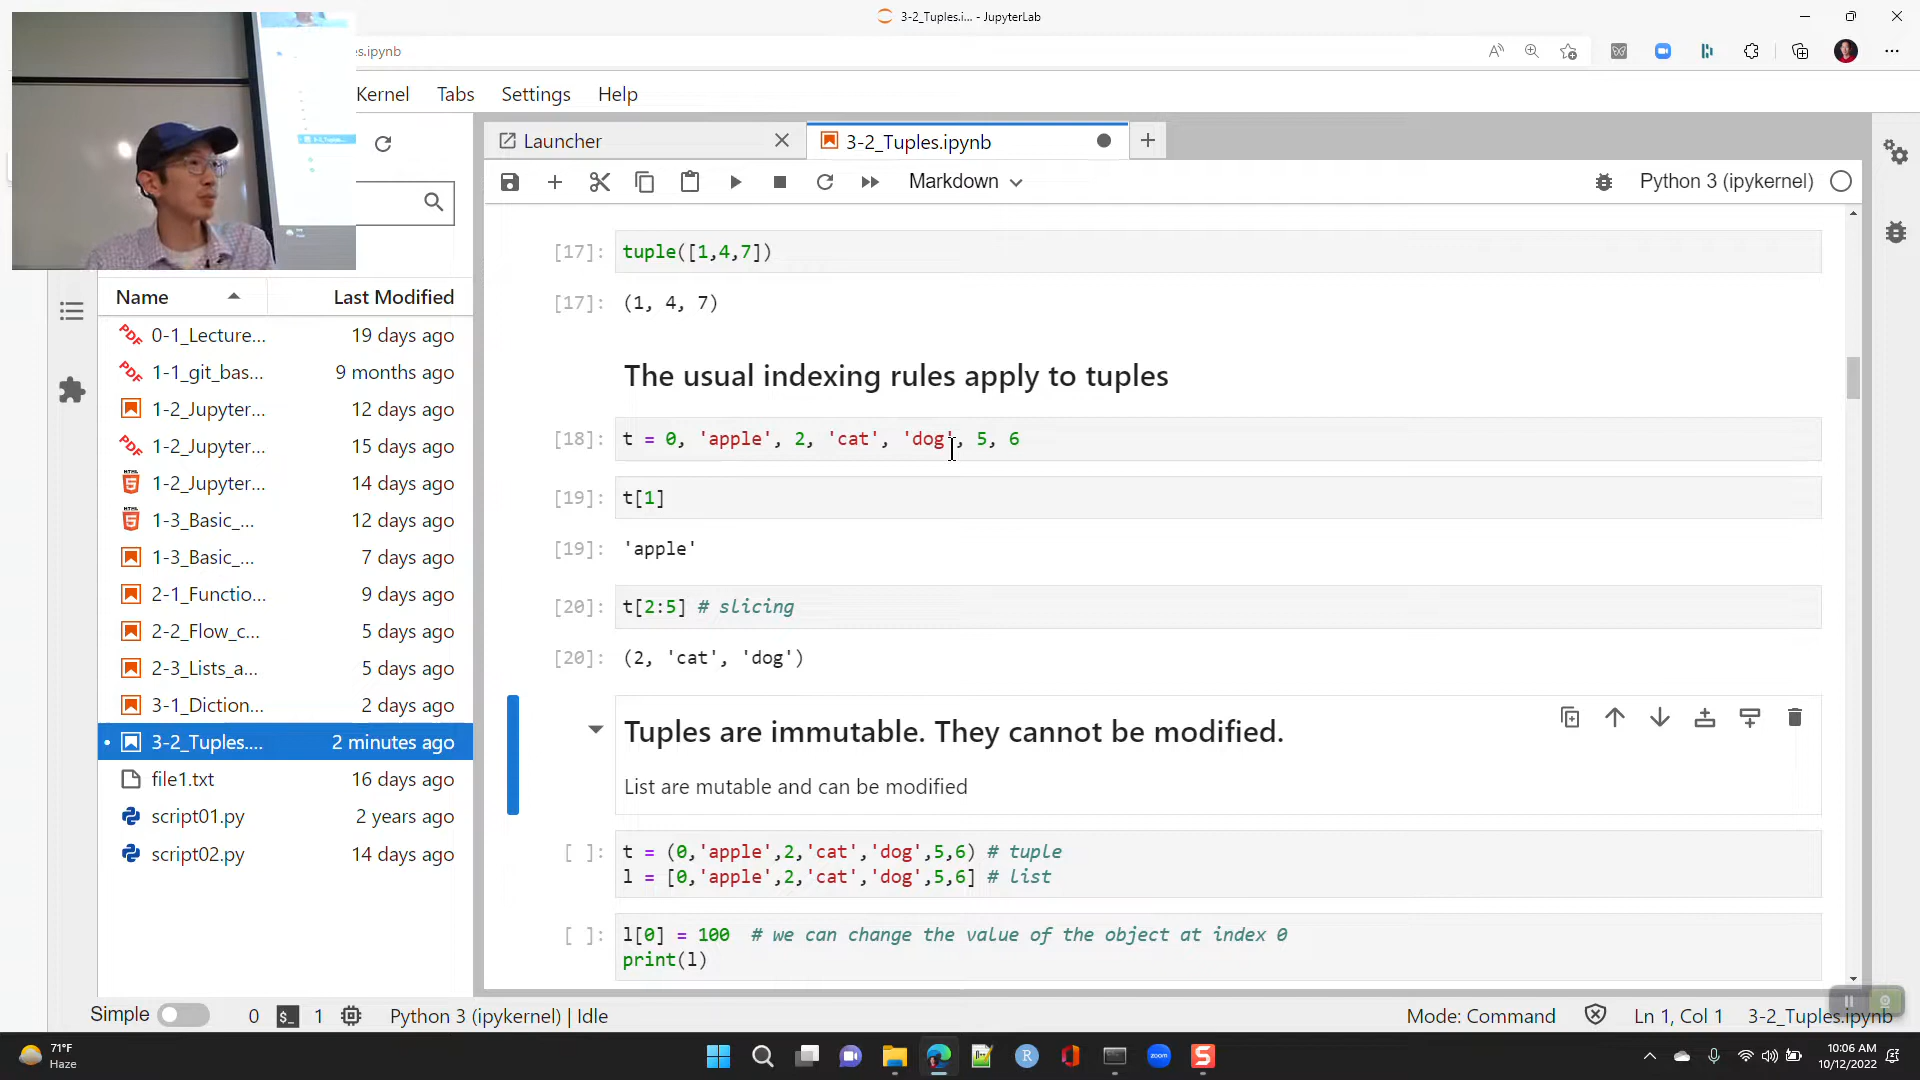 3-2_Tuples.i... - JupyterLab
es.ipynb
Kernel Tabs Settings Help
Launcher
3-2_Tuples.ipynb
Markdown
Python 3 (ipykernel)
[17]: tuple([1,4,7])
[17]: (1, 4, 7)
The usual indexing rules apply to tuples
[18]: t = 0, 'apple', 2, 'cat', 'dog', 5, 6
[19]: t[1]
[19]: 'apple'
[20]: t[2:5] # slicing
[20]: (2, 'cat', 'dog')
Tuples are immutable. They cannot be modified.
List are mutable and can be modified
[ ]: t = (0,'apple',2,'cat','dog',5,6) # tuple
l = [0,'apple',2,'cat','dog',5,6] # list
[ ]: l[0] = 100 # we can change the value of the object at index 0
print(l)
Name Last Modified
0-1_Lecture... 19 days ago
1-1_git_bas... 9 months ago
1-2_Jupyter... 12 days ago
1-2_Jupyter... 15 days ago
1-2_Jupyter... 14 days ago
1-3_Basic_... 12 days ago
1-3_Basic_... 7 days ago
2-1_Functio... 9 days ago
2-2_Flow_c... 5 days ago
2-3_Lists_a... 5 days ago
3-1_Diction... 2 days ago
3-2_Tuples.... 2 minutes ago
file1.txt 16 days ago
script01.py 2 years ago
script02.py 14 days ago
Simple 0 $_ 1 Python 3 (ipykernel) | Idle
Mode: Command Ln 1, Col 1 3-2_Tuples.ipynb
71°F
Haze
10:06 AM
10/12/2022